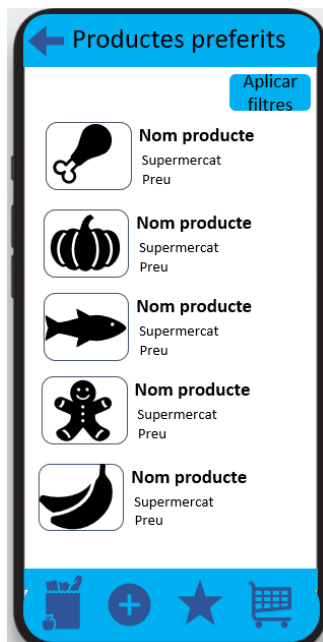 Productes preferits
Aplicar
filtres
Nom producte
Supermercat
Preu
Nom producte
Supermercat
Preu
Nom producte
Supermercat
Preu
Nom producte
Supermercat
Preu
Nom producte
Supermercat
Preu